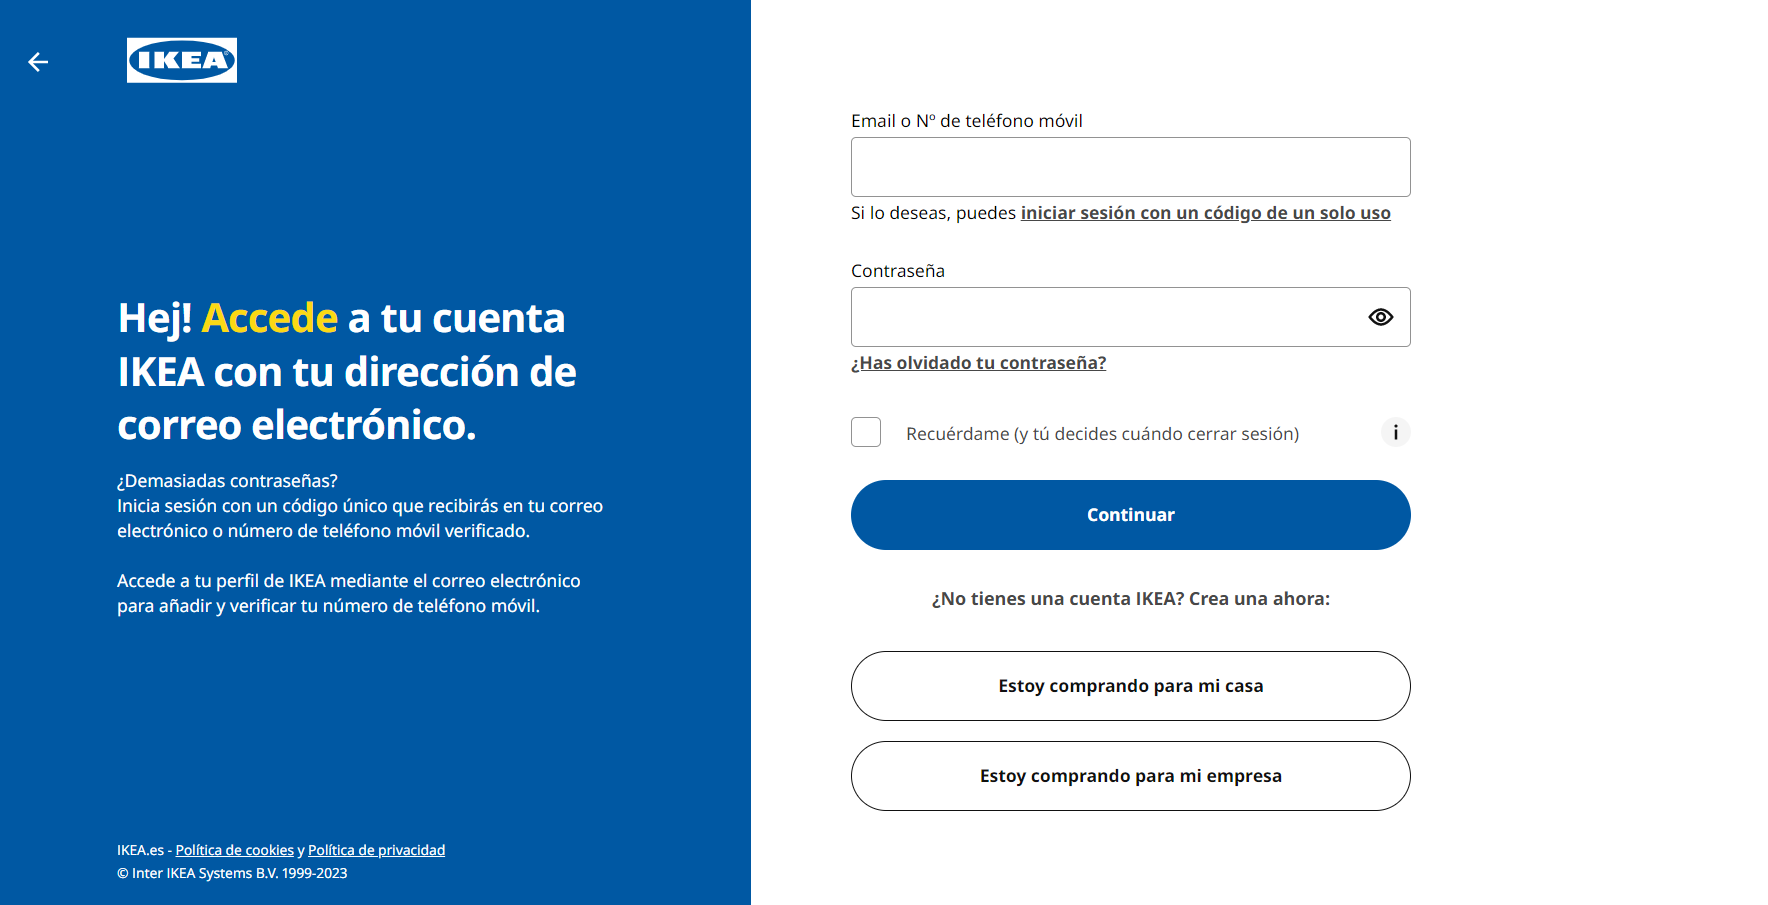 IKEA
Hej! Accede a tu cuenta
IKEA con tu dirección de
correo electrónico.
¿Demasiadas contraseñas?
Inicia sesión con un código único que recibirás en tu correo
electrónico o número de teléfono móvil verificado.
Accede a tu perfil de IKEA mediante el correo electrónico
para añadir y verificar tu número de teléfono móvil.
IKEA.es - Política de cookies y Política de privacidad
© Inter IKEA Systems B.V. 1999-2023
Email o Nº de teléfono móvil
Si lo deseas, puedes iniciar sesión con un código de un solo uso
Contraseña
¿Has olvidado tu contraseña?
Recuérdame (y tú decides cuándo cerrar sesión)
i
Continuar
¿No tienes una cuenta IKEA? Crea una ahora:
Estoy comprando para mi casa
Estoy comprando para mi empresa